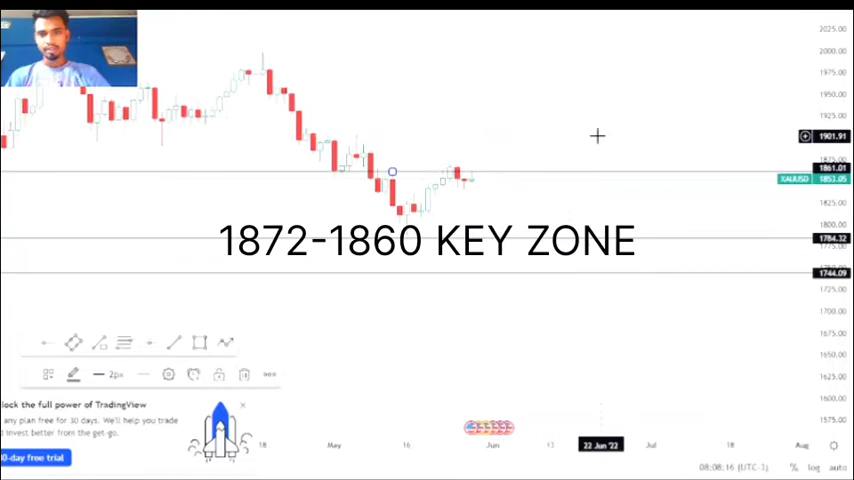 2025.00
2000.00
1975.00
1950.00
1925.00
1901.91
1875.00
1861.01
XAUUSD 1853.05
1825.00
1800.00
1872-1860 KEY ZONE
1784.32
1744.09
1725.00
1700.00
1675.00
1650.00
1625.00
1600.00
1575.00
2px
lock the full power of TradingView
any plan free for 30 days. We'll help you trade
invest better from the get-go.
0-day free trial
18 May 16 Jun 13 22 Jun '22 Jul 18 Aug
08:08:16 (UTC-3) % log auto